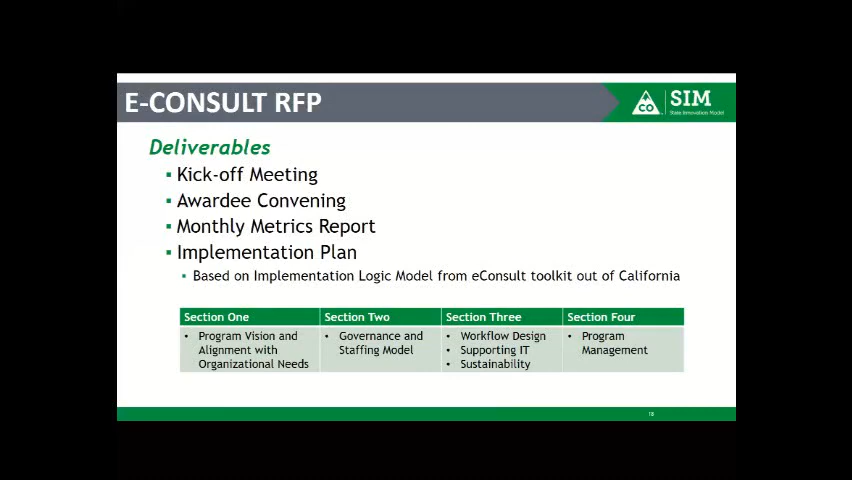 E-CONSULT RFP
CO
SIM
State Innovation Model
Deliverables
Kick-off Meeting
Awardee Convening
Monthly Metrics Report
Implementation Plan
Based on Implementation Logic Model from eConsult toolkit out of California
Section One
Section Two
Section Three
Section Four
Program Vision and
Alignment with
Organizational Needs
Governance and
Staffing Model
Workflow Design
Supporting IT
Sustainability
Program
Management
18